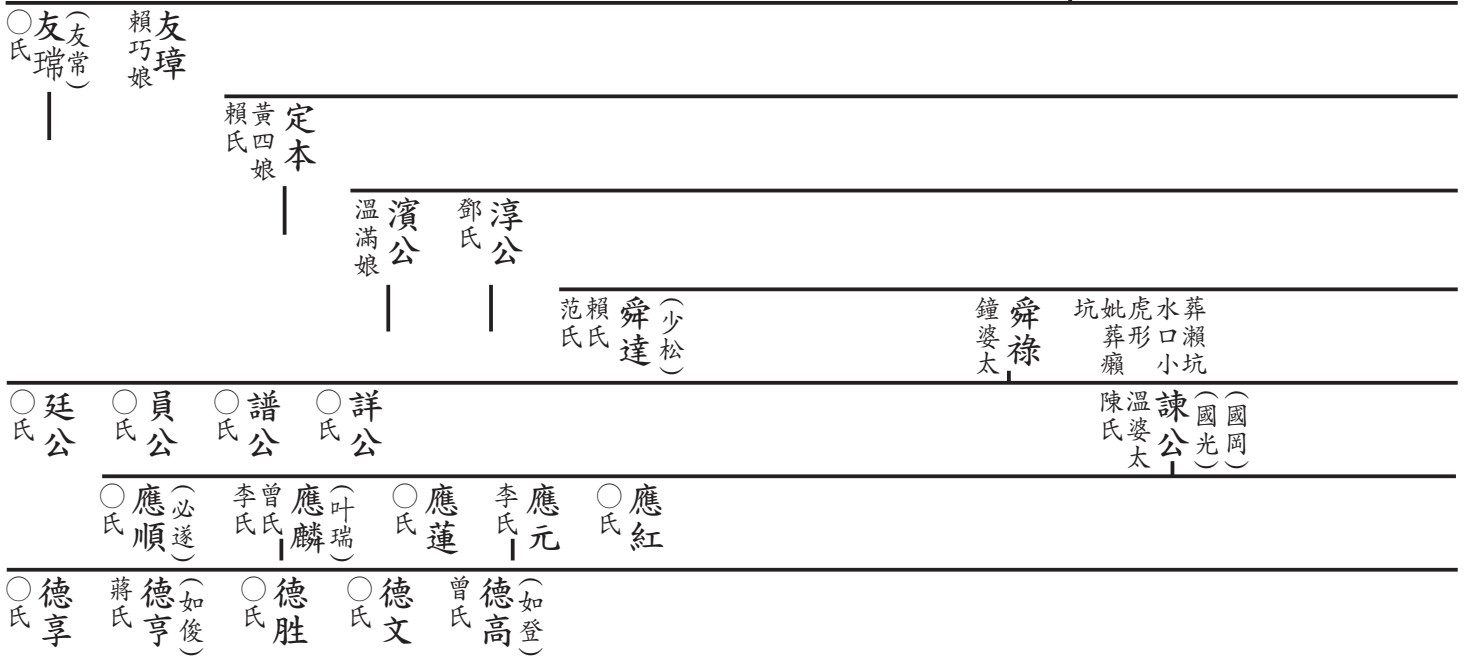 友璋
賴巧娘
(友常)
友瑺
○氏
定本
黃四娘
賴氏
淳公
鄧氏
濱公
溫滿娘
葬瀨坑
水口小
虎形
妣葬癩
坑
舜祿
鐘婆太
(少松)
舜達
賴氏
范氏
(國岡)
(國光)
諫公
溫婆太
陳氏
詳公
○氏
譜公
○氏
員公
○氏
廷公
○氏
應紅
○氏
應元
李氏
應蓮
○氏
(叶瑞)
應麟
曾氏
李氏
(必遂)
應順
○氏
(如登)
德高
曾氏
德文
○氏
德胜
○氏
(如俊)
德亨
蔣氏
德享
○氏